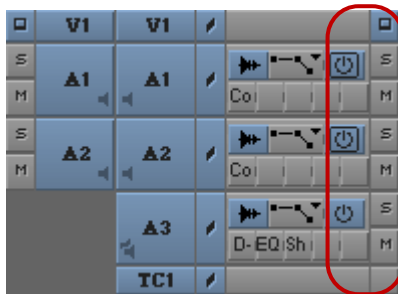 V1 V1
S A1 A1 S
M Co M
S A2 A2 S
M Co M
A3 S
D- EQ Sh M
TC1